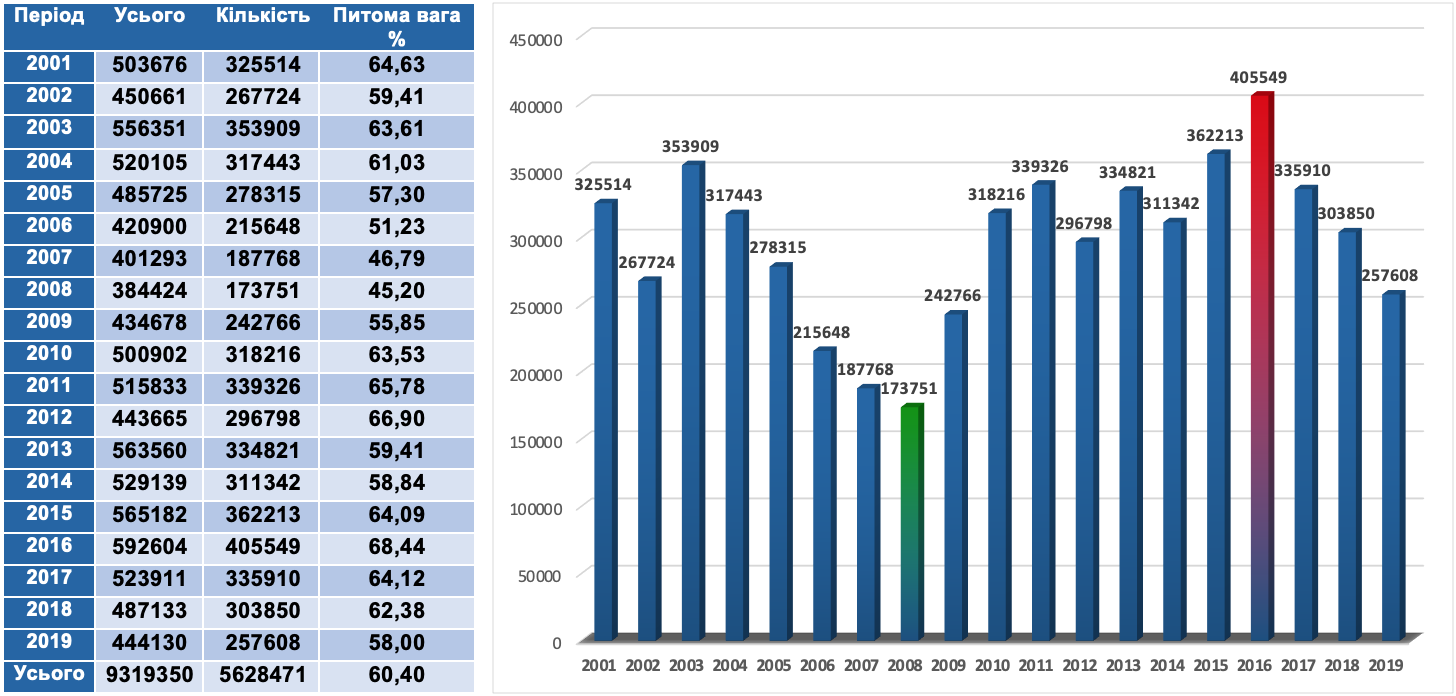 Період Усього Кількість Питома вага
%
2001 503676 325514 64,63
2002 450661 267724 59,41
2003 556351 353909 63,61
2004 520105 317443 61,03
2005 485725 278315 57,30
2006 420900 215648 51,23
2007 401293 187768 46,79
2008 384424 173751 45,20
2009 434678 242766 55,85
2010 500902 318216 63,53
2011 515833 339326 65,78
2012 443665 296798 66,90
2013 563560 334821 59,41
2014 529139 311342 58,84
2015 565182 362213 64,09
2016 592604 405549 68,44
2017 523911 335910 64,12
2018 487133 303850 62,38
2019 444130 257608 58,00
Усього 9319350 5628471 60,40
450000
400000
350000
300000
250000
200000
150000
100000
50000
0
325514
267724
353909
317443
278315
215648
187768
173751
242766
318216
339326
296798
334821
311342
362213
405549
335910
303850
257608
2001 2002 2003 2004 2005 2006 2007 2008 2009 2010 2011 2012 2013 2014 2015 2016 2017 2018 2019